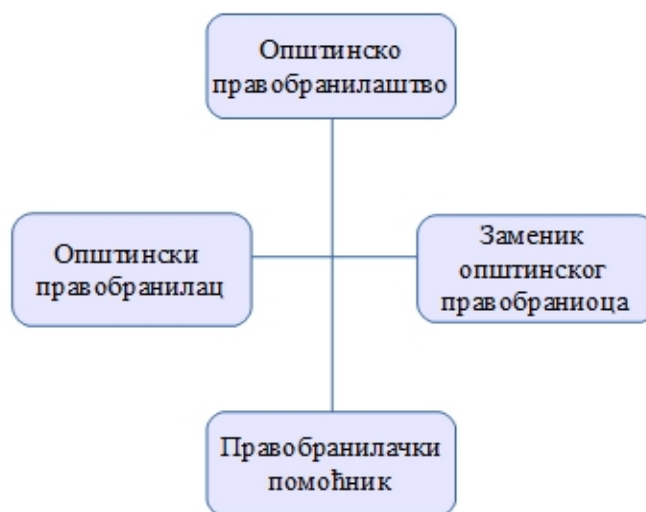 Општинско
правобранилаштво
Општински
правобранилац
Заменик
општинског
правобраниоца
Правобранилачки
помоћник